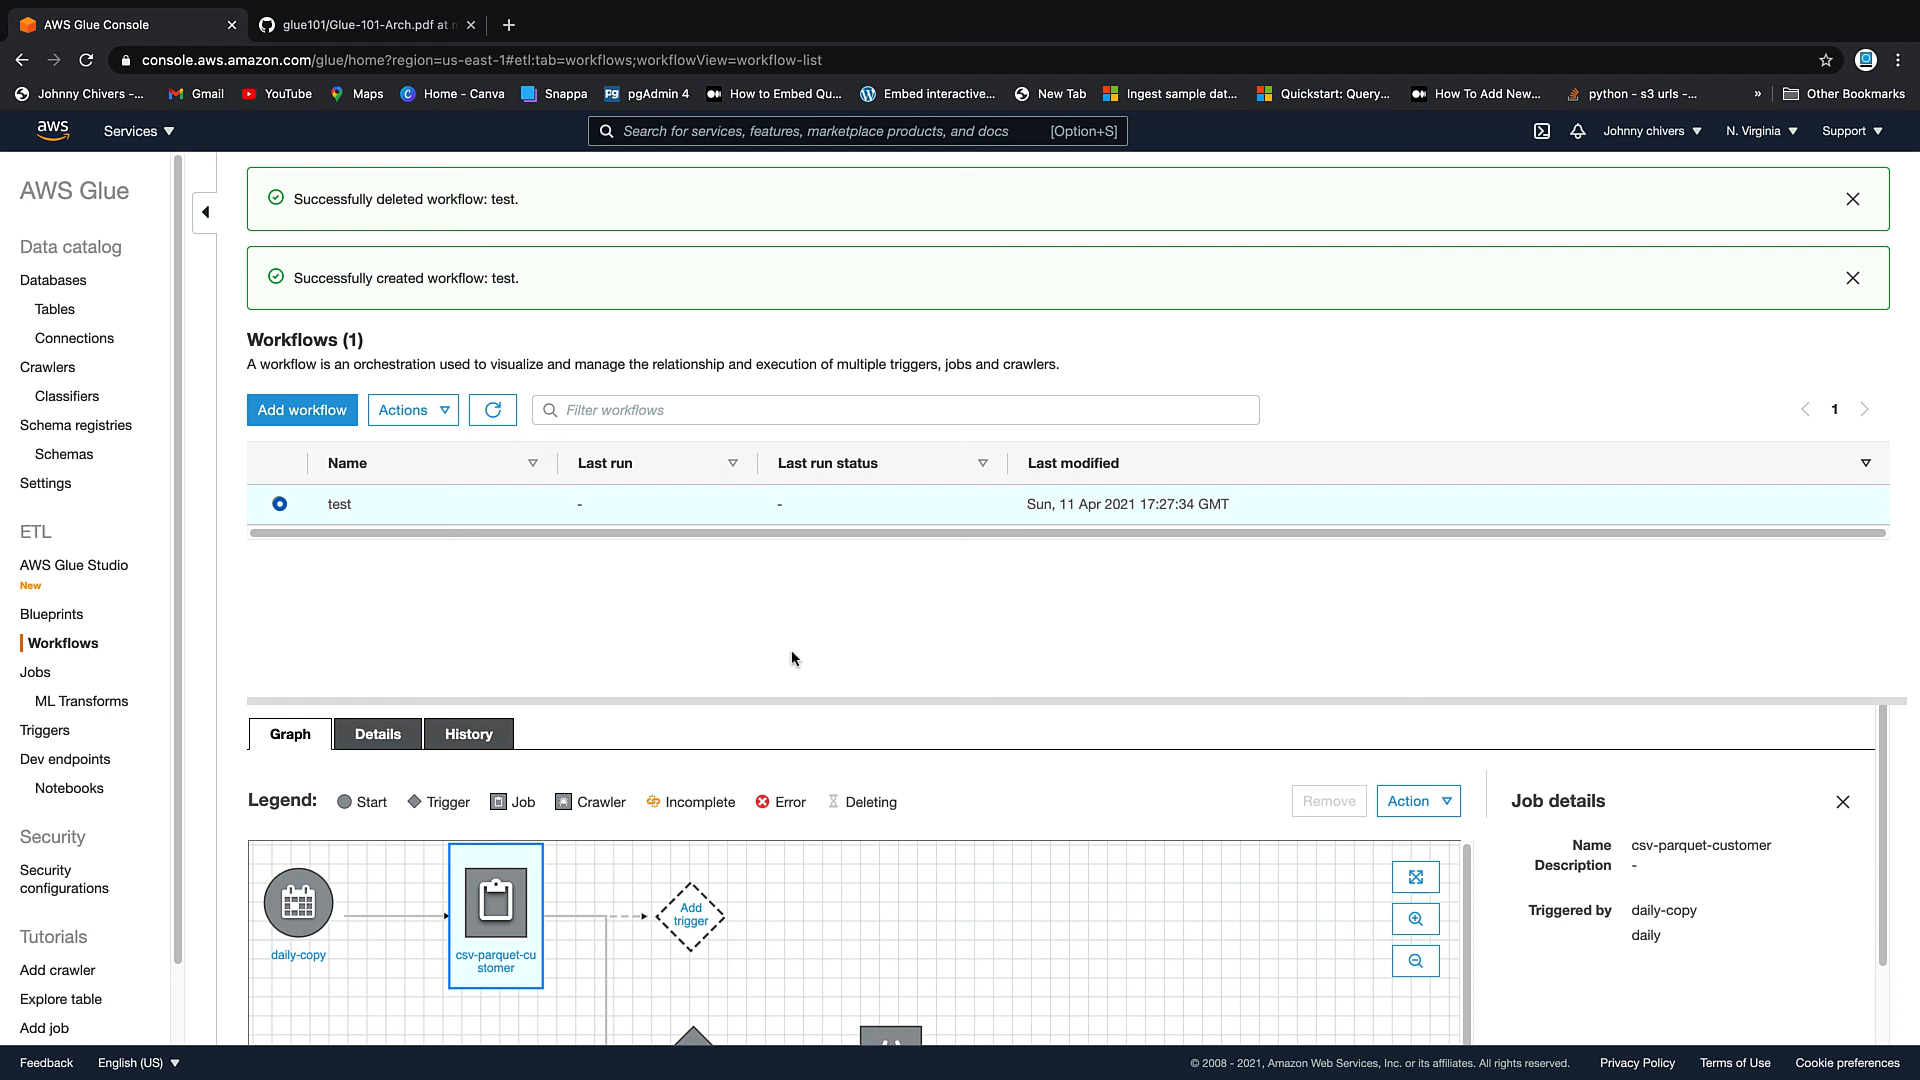 AWS Glue Console
glue101/Glue-101-Arch.pdf at
console.aws.amazon.com/glue/home?region=us-east-1#etl:tab=workflows;workflowView=workflow-list
Johnny Chivers -...
Gmail
YouTube
Maps
Home - Canva
Snappa
pgAdmin 4
How to Embed Qu...
Embed interactive...
New Tab
Ingest sample dat...
Quickstart: Query...
How To Add New...
python - s3 urls -...
»
Other Bookmarks
aws
Services
Search for services, features, marketplace products, and docs [Option+S]
Johnny chivers
N. Virginia
Support
AWS Glue
Data catalog
Databases
Tables
Connections
Crawlers
Classifiers
Schema registries
Schemas
Settings
ETL
AWS Glue Studio
New
Blueprints
Workflows
Jobs
ML Transforms
Triggers
Dev endpoints
Notebooks
Security
Security
configurations
Tutorials
Add crawler
Explore table
Add job
Successfully deleted workflow: test.
Successfully created workflow: test.
Workflows (1)
A workflow is an orchestration used to visualize and manage the relationship and execution of multiple triggers, jobs and crawlers.
Add workflow
Actions
Filter workflows
1
Name Last run Last run status Last modified
test - - Sun, 11 Apr 2021 17:27:34 GMT
Graph Details History
Legend: Start Trigger Job Crawler Incomplete Error Deleting
Remove
Action
daily-copy
csv-parquet-cu
stomer
Add
trigger
Job details
Name csv-parquet-customer
Description -
Triggered by daily-copy
daily
Feedback
English (US)
© 2008 - 2021, Amazon Web Services, Inc. or its affiliates. All rights reserved.
Privacy Policy
Terms of Use
Cookie preferences